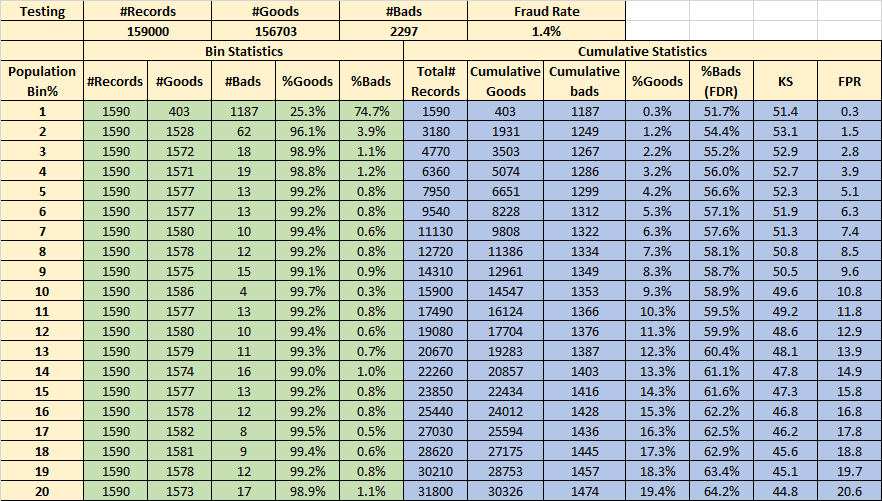 Testing #Records #Goods #Bads Fraud Rate
159000 156703 2297 1.4%
Bin Statistics Cumulative Statistics
Population Bin% #Records #Goods #Bads %Goods %Bads Total# Records Cumulative Goods Cumulative bads %Goods %Bads (FDR) KS FPR
1 1590 403 1187 25.3% 74.7% 1590 403 1187 0.3% 51.7% 51.4 0.3
2 1590 1528 62 96.1% 3.9% 3180 1931 1249 1.2% 54.4% 53.1 1.5
3 1590 1572 18 98.9% 1.1% 4770 3503 1267 2.2% 55.2% 52.9 2.8
4 1590 1571 19 98.8% 1.2% 6360 5074 1286 3.2% 56.0% 52.7 3.9
5 1590 1577 13 99.2% 0.8% 7950 6651 1299 4.2% 56.6% 52.3 5.1
6 1590 1577 13 99.2% 0.8% 9540 8228 1312 5.3% 57.1% 51.9 6.3
7 1590 1580 10 99.4% 0.6% 11130 9808 1322 6.3% 57.6% 51.3 7.4
8 1590 1578 12 99.2% 0.8% 12720 11386 1334 7.3% 58.1% 50.8 8.5
9 1590 1575 15 99.1% 0.9% 14310 12961 1349 8.3% 58.7% 50.5 9.6
10 1590 1586 4 99.7% 0.3% 15900 14547 1353 9.3% 58.9% 49.6 10.8
11 1590 1577 13 99.2% 0.8% 17490 16124 1366 10.3% 59.5% 49.2 11.8
12 1590 1580 10 99.4% 0.6% 19080 17704 1376 11.3% 59.9% 48.6 12.9
13 1590 1579 11 99.3% 0.7% 20670 19283 1387 12.3% 60.4% 48.1 13.9
14 1590 1574 16 99.0% 1.0% 22260 20857 1403 13.3% 61.1% 47.8 14.9
15 1590 1577 13 99.2% 0.8% 23850 22434 1416 14.3% 61.6% 47.3 15.8
16 1590 1578 12 99.2% 0.8% 25440 24012 1428 15.3% 62.2% 46.8 16.8
17 1590 1582 8 99.5% 0.5% 27030 25594 1436 16.3% 62.5% 46.2 17.8
18 1590 1581 9 99.4% 0.6% 28620 27175 1445 17.3% 62.9% 45.6 18.8
19 1590 1578 12 99.2% 0.8% 30210 28753 1457 18.3% 63.4% 45.1 19.7
20 1590 1573 17 98.9% 1.1% 31800 30326 1474 19.4% 64.2% 44.8 20.6